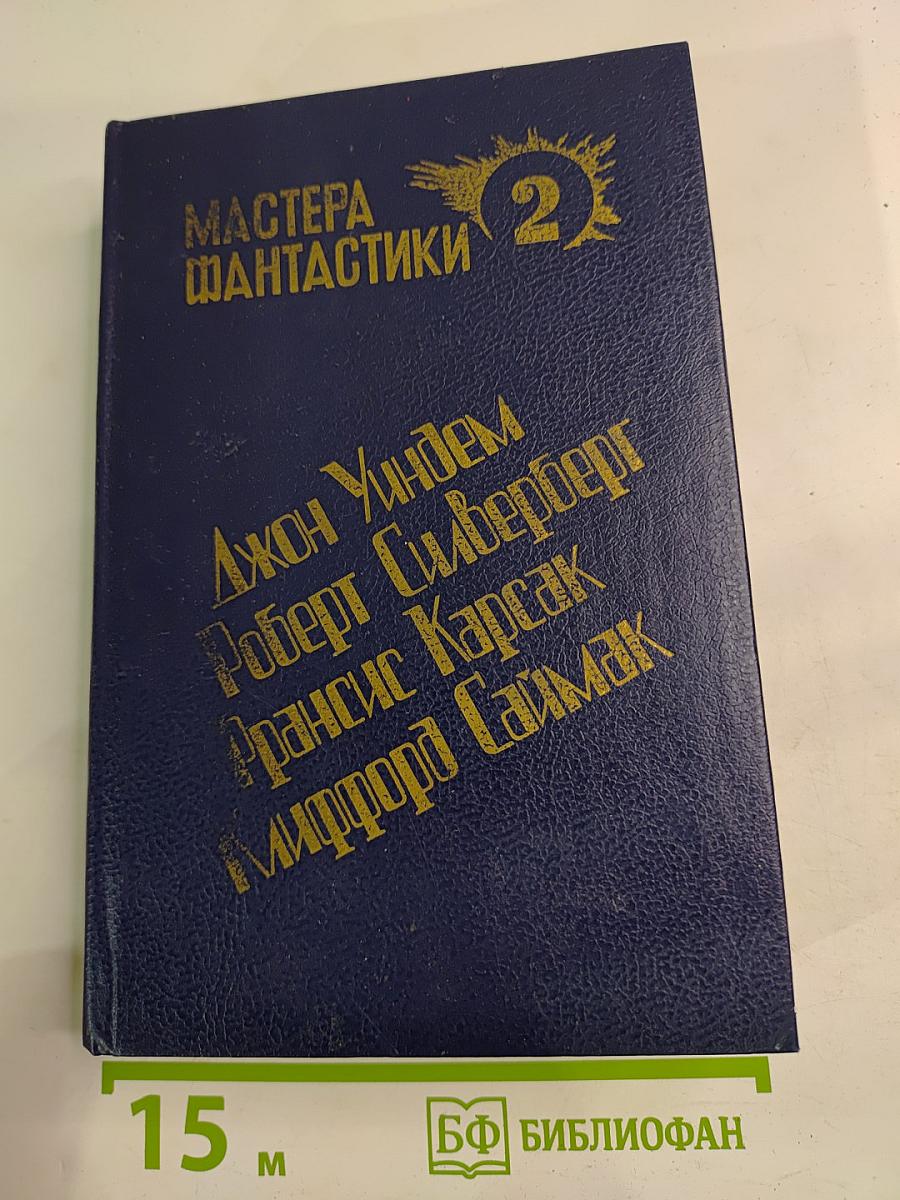 МАСТЕРА
ФАНТАСТИКИ
2
Джон Уиндем
Роберт Силверберг
Франсис Карсак
Клиффорд Саймак
15 м
БФ БИБЛИОФАН